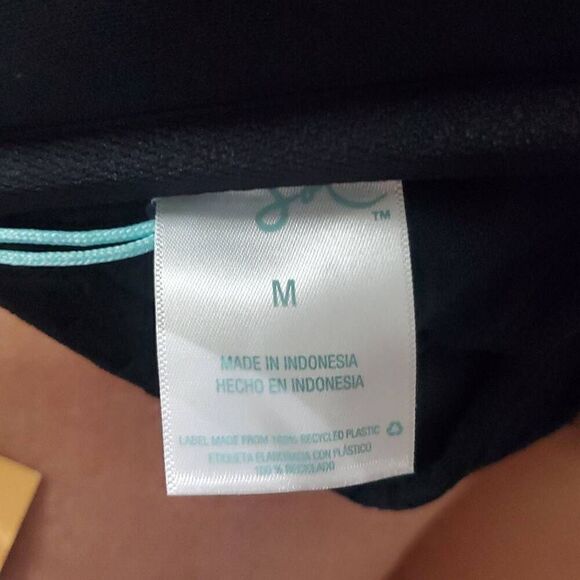 ™
M
MADE IN INDONESIA
HECHO EN INDONESIA
LABEL MADE FROM 100% RECYCLED PLASTIC
ETIQUETA ELABORADA CON PLÁSTICO
100 % RECICLADO